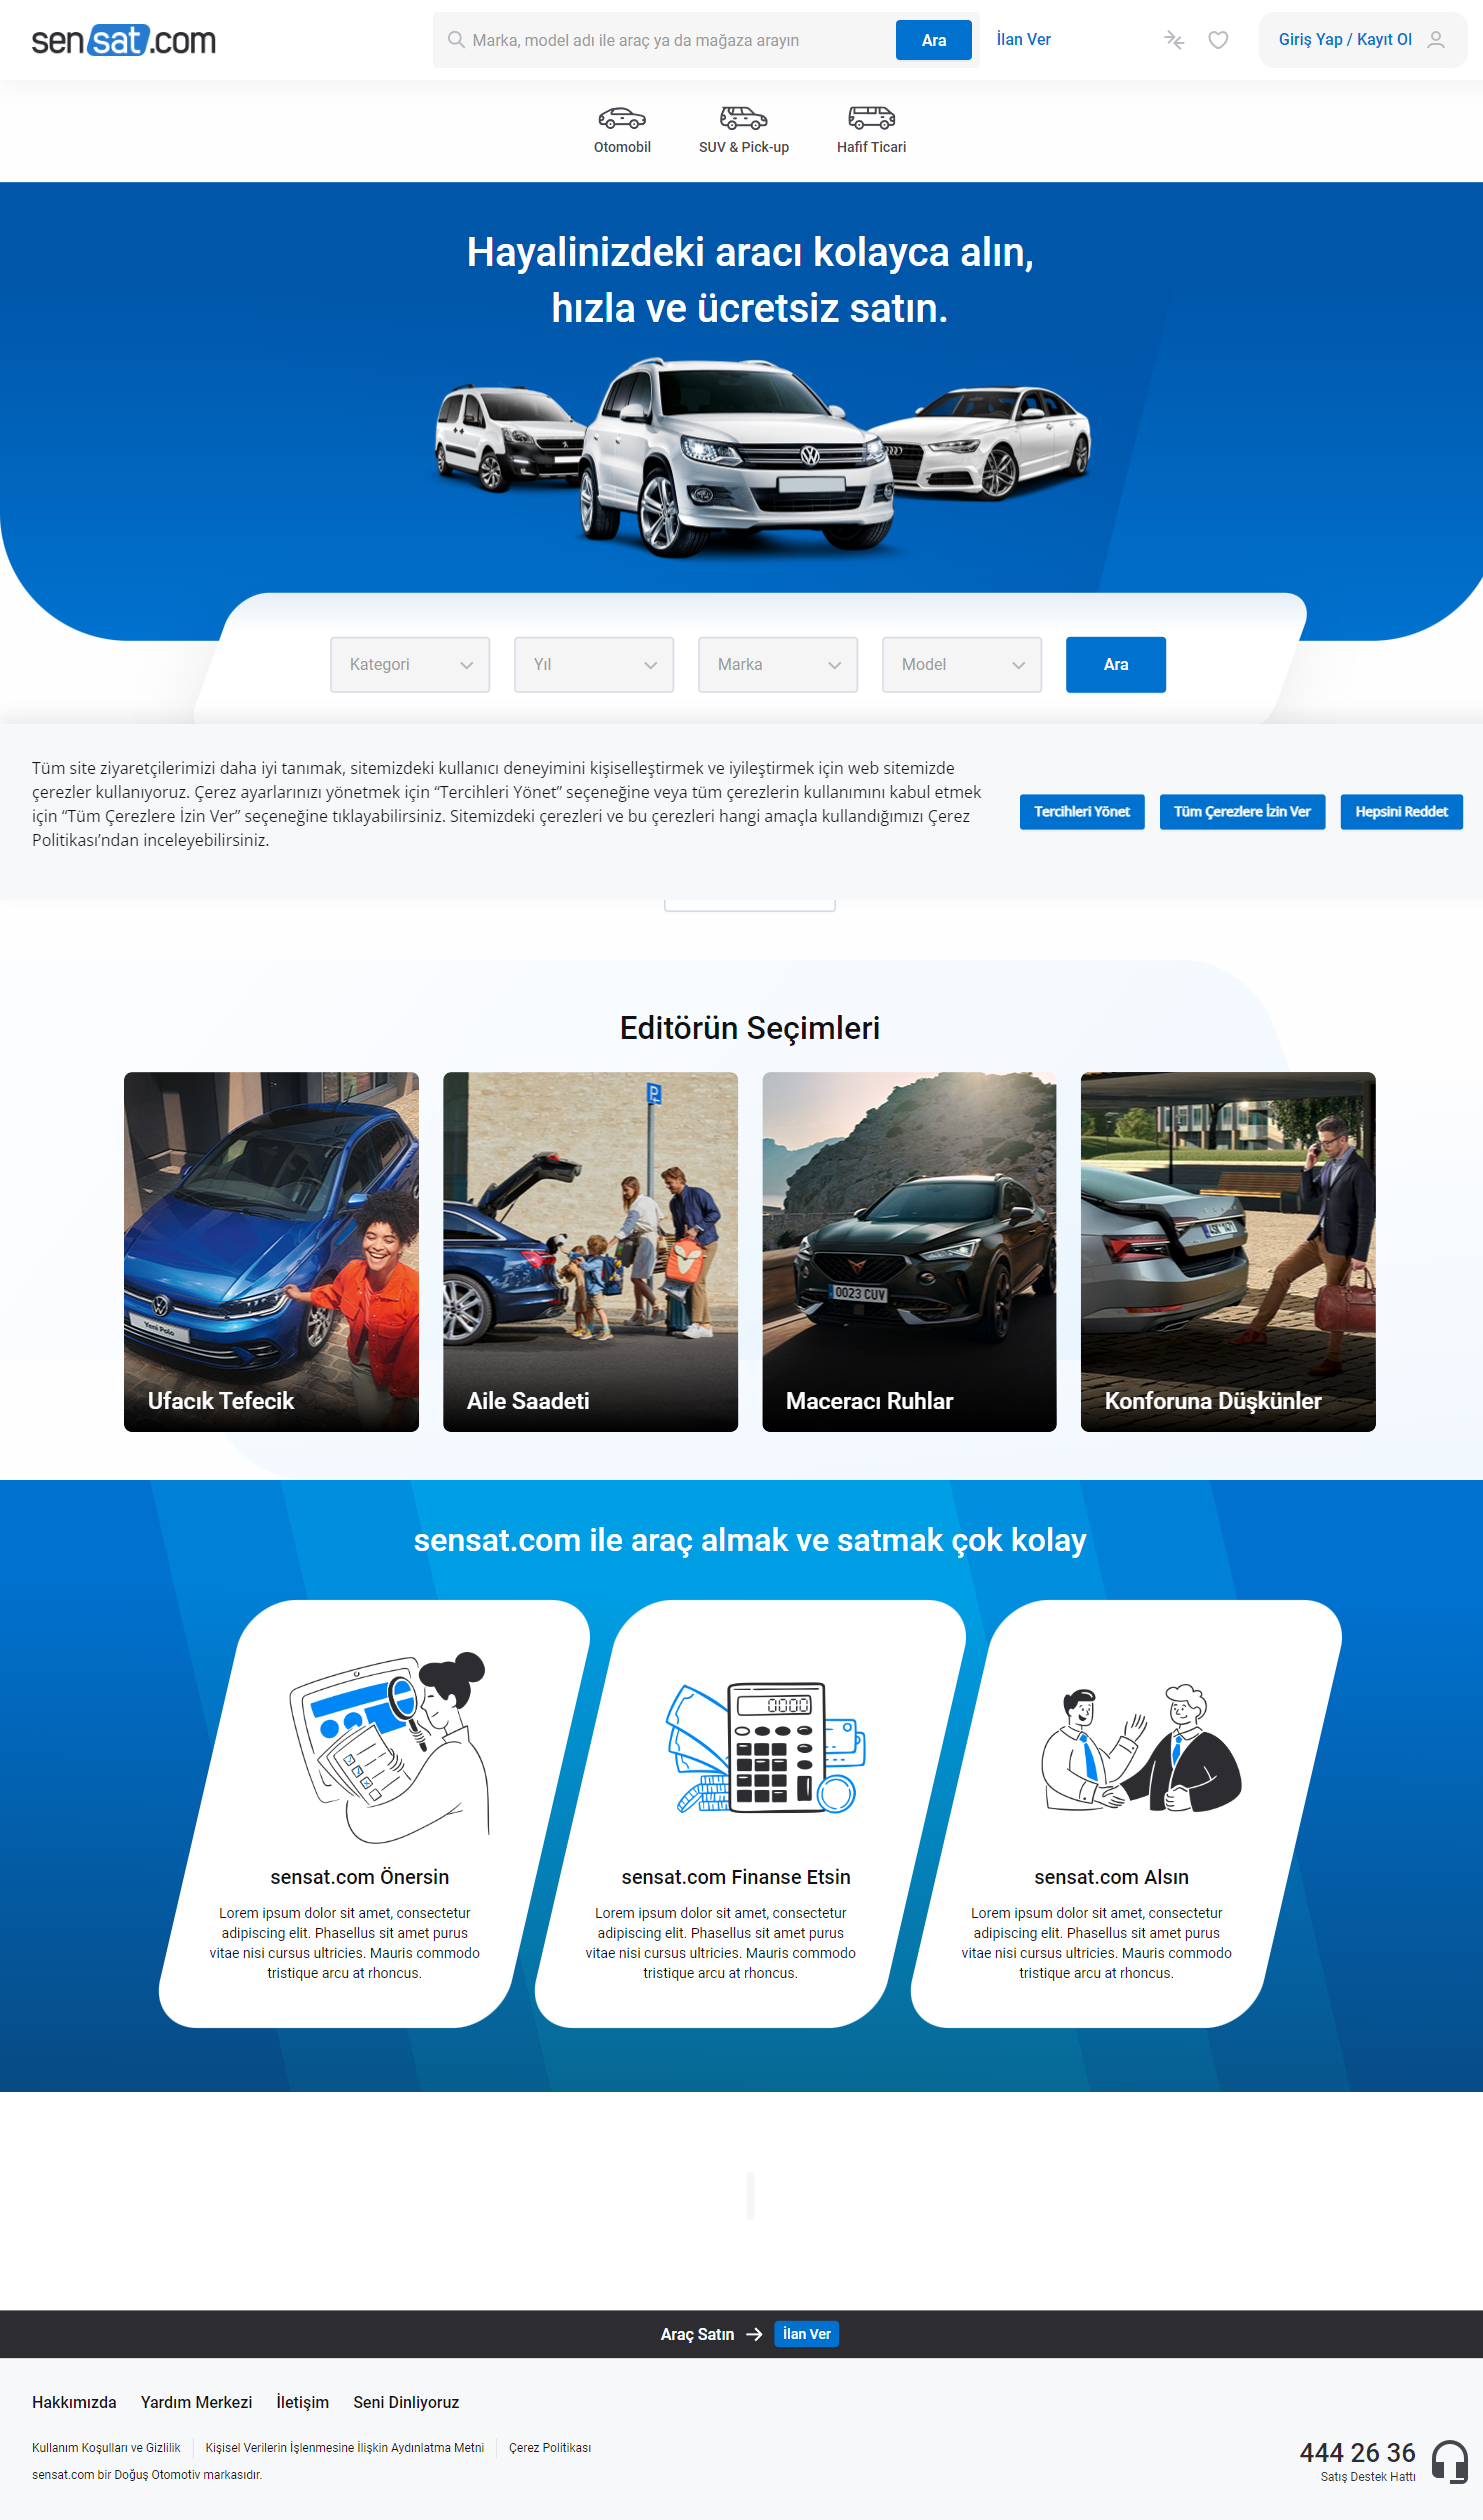 sensat.com
Marka, model adı ile araç ya da mağaza arayın
Ara
İlan Ver
Giriş Yap / Kayıt Ol
Otomobil
SUV & Pick-up
Hafif Ticari
Hayalinizdeki aracı kolayca alın,
hızla ve ücretsiz satın.
Kategori
Yıl
Marka
Model
Ara
Tüm site ziyaretçilerimizi daha iyi tanımak, sitemizdeki kullanıcı deneyimini kişiselleştirmek ve iyileştirmek için web sitemizde
çerezler kullanıyoruz. Çerez ayarlarınızı yönetmek için “Tercihleri Yönet” seçeneğine veya tüm çerezlerin kullanımını kabul etmek
için “Tüm Çerezlere İzin Ver” seçeneğine tıklayabilirsiniz. Sitemizdeki çerezleri ve bu çerezleri hangi amaçla kullandığımızı Çerez
Politikası’ndan inceleyebilirsiniz.
Tercihleri Yönet
Tüm Çerezlere İzin Ver
Hepsini Reddet
Editörün Seçimleri
P
Yeni Polo
0023 CUV
Ufacık Tefecik
Aile Saadeti
Maceracı Ruhlar
Konforuna Düşkünler
sensat.com ile araç almak ve satmak çok kolay
0000
sensat.com Önersin
Lorem ipsum dolor sit amet, consectetur
adipiscing elit. Phasellus sit amet purus
vitae nisi cursus ultricies. Mauris commodo
tristique arcu at rhoncus.
sensat.com Finanse Etsin
Lorem ipsum dolor sit amet, consectetur
adipiscing elit. Phasellus sit amet purus
vitae nisi cursus ultricies. Mauris commodo
tristique arcu at rhoncus.
sensat.com Alsın
Lorem ipsum dolor sit amet, consectetur
adipiscing elit. Phasellus sit amet purus
vitae nisi cursus ultricies. Mauris commodo
tristique arcu at rhoncus.
Araç Satın
İlan Ver
Hakkımızda
Yardım Merkezi
İletişim
Seni Dinliyoruz
Kullanım Koşulları ve Gizlilik
Kişisel Verilerin İşlenmesine İlişkin Aydınlatma Metni
Çerez Politikası
sensat.com bir Doğuş Otomotiv markasıdır.
444 26 36
Satış Destek Hattı